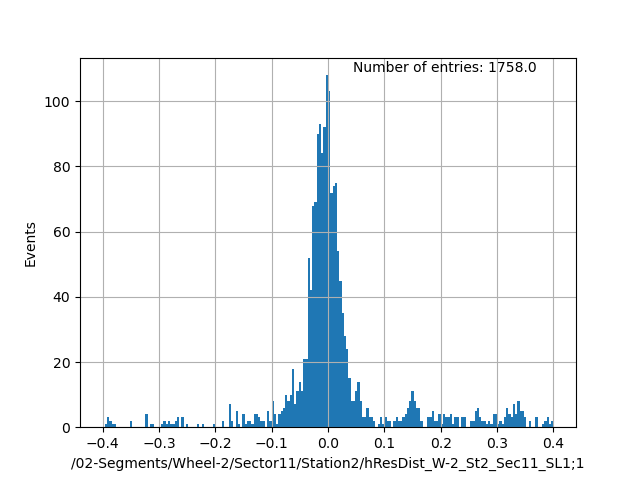 Number of entries: 1758.0
Events
100
80
60
40
20
0
−0.4 −0.3 −0.2 −0.1 0.0 0.1 0.2 0.3 0.4
/02-Segments/Wheel-2/Sector11/Station2/hResDist_W-2_St2_Sec11_SL1;1